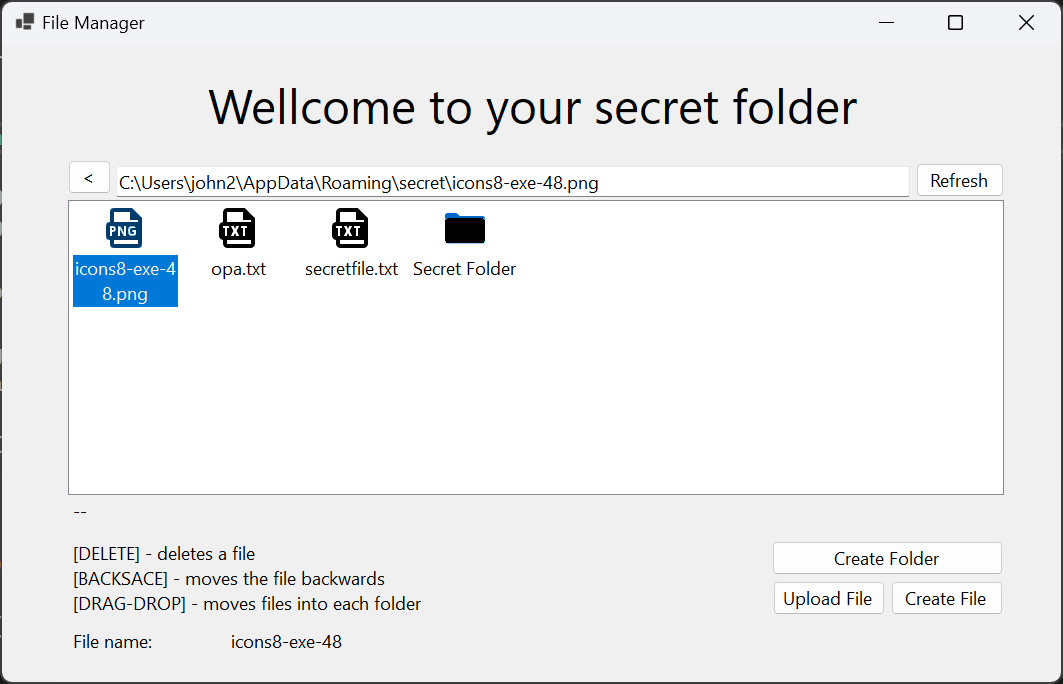 File Manager
Wellcome to your secret folder
<
C:\Users\john2\AppData\Roaming\secret\icons8-exe-48.png
Refresh
PNG
TXT
TXT
icons8-exe-4
8.png
opa.txt
secretfile.txt
Secret Folder
--
[DELETE] - deletes a file
[BACKSACE] - moves the file backwards
[DRAG-DROP] - moves files into each folder
Create Folder
Upload File
Create File
File name:
icons8-exe-48